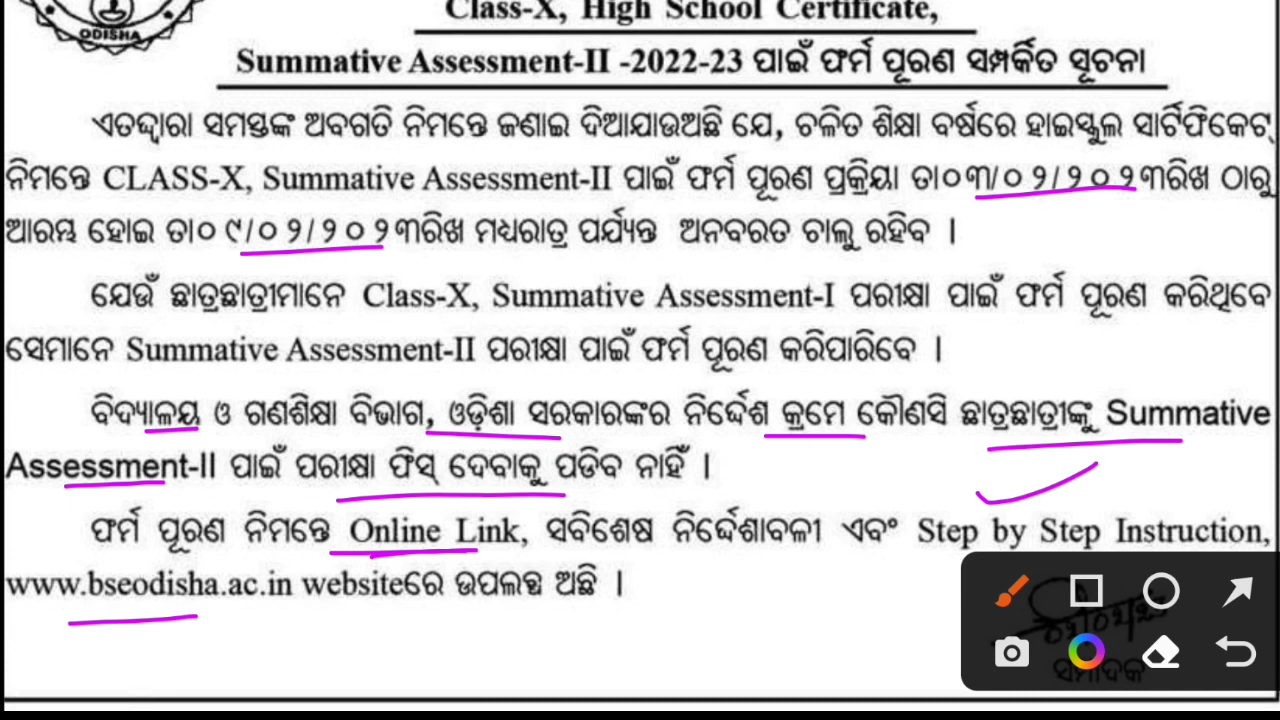 ODISHA
Class-X, High School Certificate,
Summative Assessment-II -2022-23 ପାଇଁ ଫର୍ମ ପୂରଣ ସମ୍ପର୍କିତ ସୂଚନା
ଏତଦ୍ଦ୍ୱାରା ସମସ୍ତଙ୍କ ଅବଗତି ନିମନ୍ତେ ଜଣାଇ ଦିଆଯାଉଅଛି ଯେ, ଚଳିତ ଶିକ୍ଷା ବର୍ଷରେ ହାଇସ୍କୁଲ ସାର୍ଟିଫିକେଟ୍
ନିମନ୍ତେ CLASS-X, Summative Assessment-II ପାଇଁ ଫର୍ମ ପୂରଣ ପ୍ରକ୍ରିୟା ତା୦୩/୦୨/୨୦୨୩ରିଖ ଠାରୁ
ଆରମ୍ଭ ହୋଇ ତା୦୯/୦୨/୨୦୨୩ରିଖ ମଧ୍ୟରାତ୍ର ପର୍ଯ୍ୟନ୍ତ ଅନବରତ ଚାଲୁ ରହିବ ।
ଯେଉଁ ଛାତ୍ରଛାତ୍ରୀମାନେ Class-X, Summative Assessment-I ପରୀକ୍ଷା ପାଇଁ ଫର୍ମ ପୂରଣ କରିଥିବେ
ସେମାନେ Summative Assessment-II ପରୀକ୍ଷା ପାଇଁ ଫର୍ମ ପୂରଣ କରିପାରିବେ ।
ବିଦ୍ୟାଳୟ ଓ ଗଣଶିକ୍ଷା ବିଭାଗ, ଓଡ଼ିଶା ସରକାରଙ୍କର ନିର୍ଦ୍ଦେଶ କ୍ରମେ କୌଣସି ଛାତ୍ରଛାତ୍ରୀଙ୍କୁ Summative
Assessment-II ପାଇଁ ପରୀକ୍ଷା ଫିସ୍ ଦେବାକୁ ପଡିବ ନାହିଁ ।
ଫର୍ମ ପୂରଣ ନିମନ୍ତେ Online Link, ସବିଶେଷ ନିର୍ଦ୍ଦେଶାବଳୀ ଏବଂ Step by Step Instruction,
www.bseodisha.ac.in websiteରେ ଉପଲବ୍ଧ ଅଛି ।
ସମ୍ପାଦକ